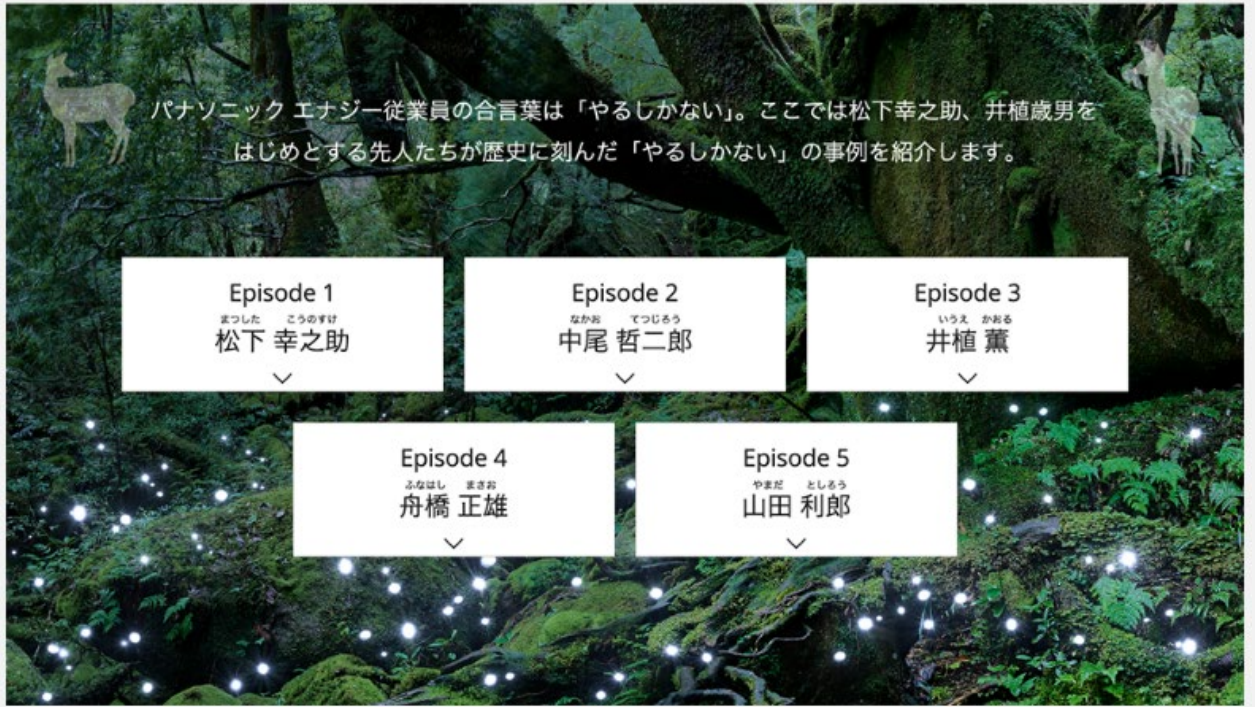 パナソニック エナジー従業員の合言葉は「やるしかない」。ここでは松下幸之助、井植歳男を
はじめとする先人たちが歴史に刻んだ「やるしかない」の事例を紹介します。
Episode 1
まつした こうのすけ
松下 幸之助
Episode 2
なかお てつじろう
中尾 哲二郎
Episode 3
いうえ かおる
井植 薫
Episode 4
ふなはし まさお
舟橋 正雄
Episode 5
やまだ としろう
山田 利郎